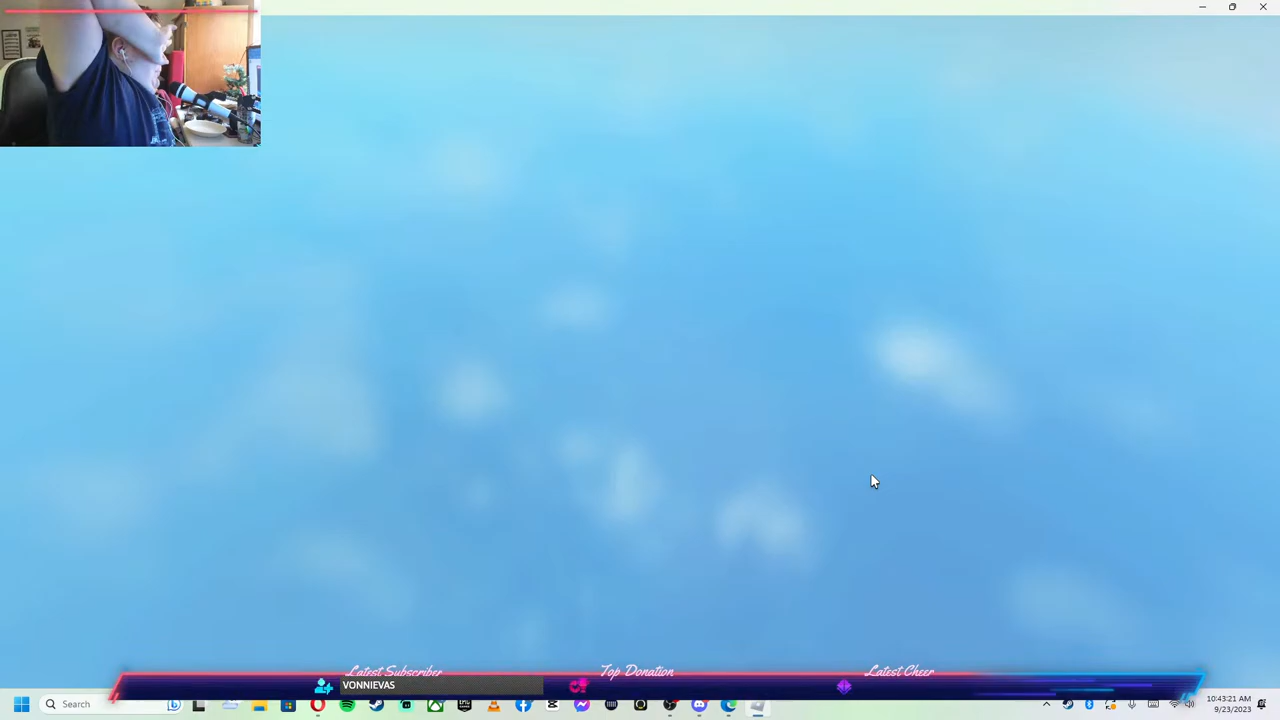 Latest Subscriber
Top Donation
Latest Cheer
VONNIEVAS
Search
10:43:21 AM
9/23/2023